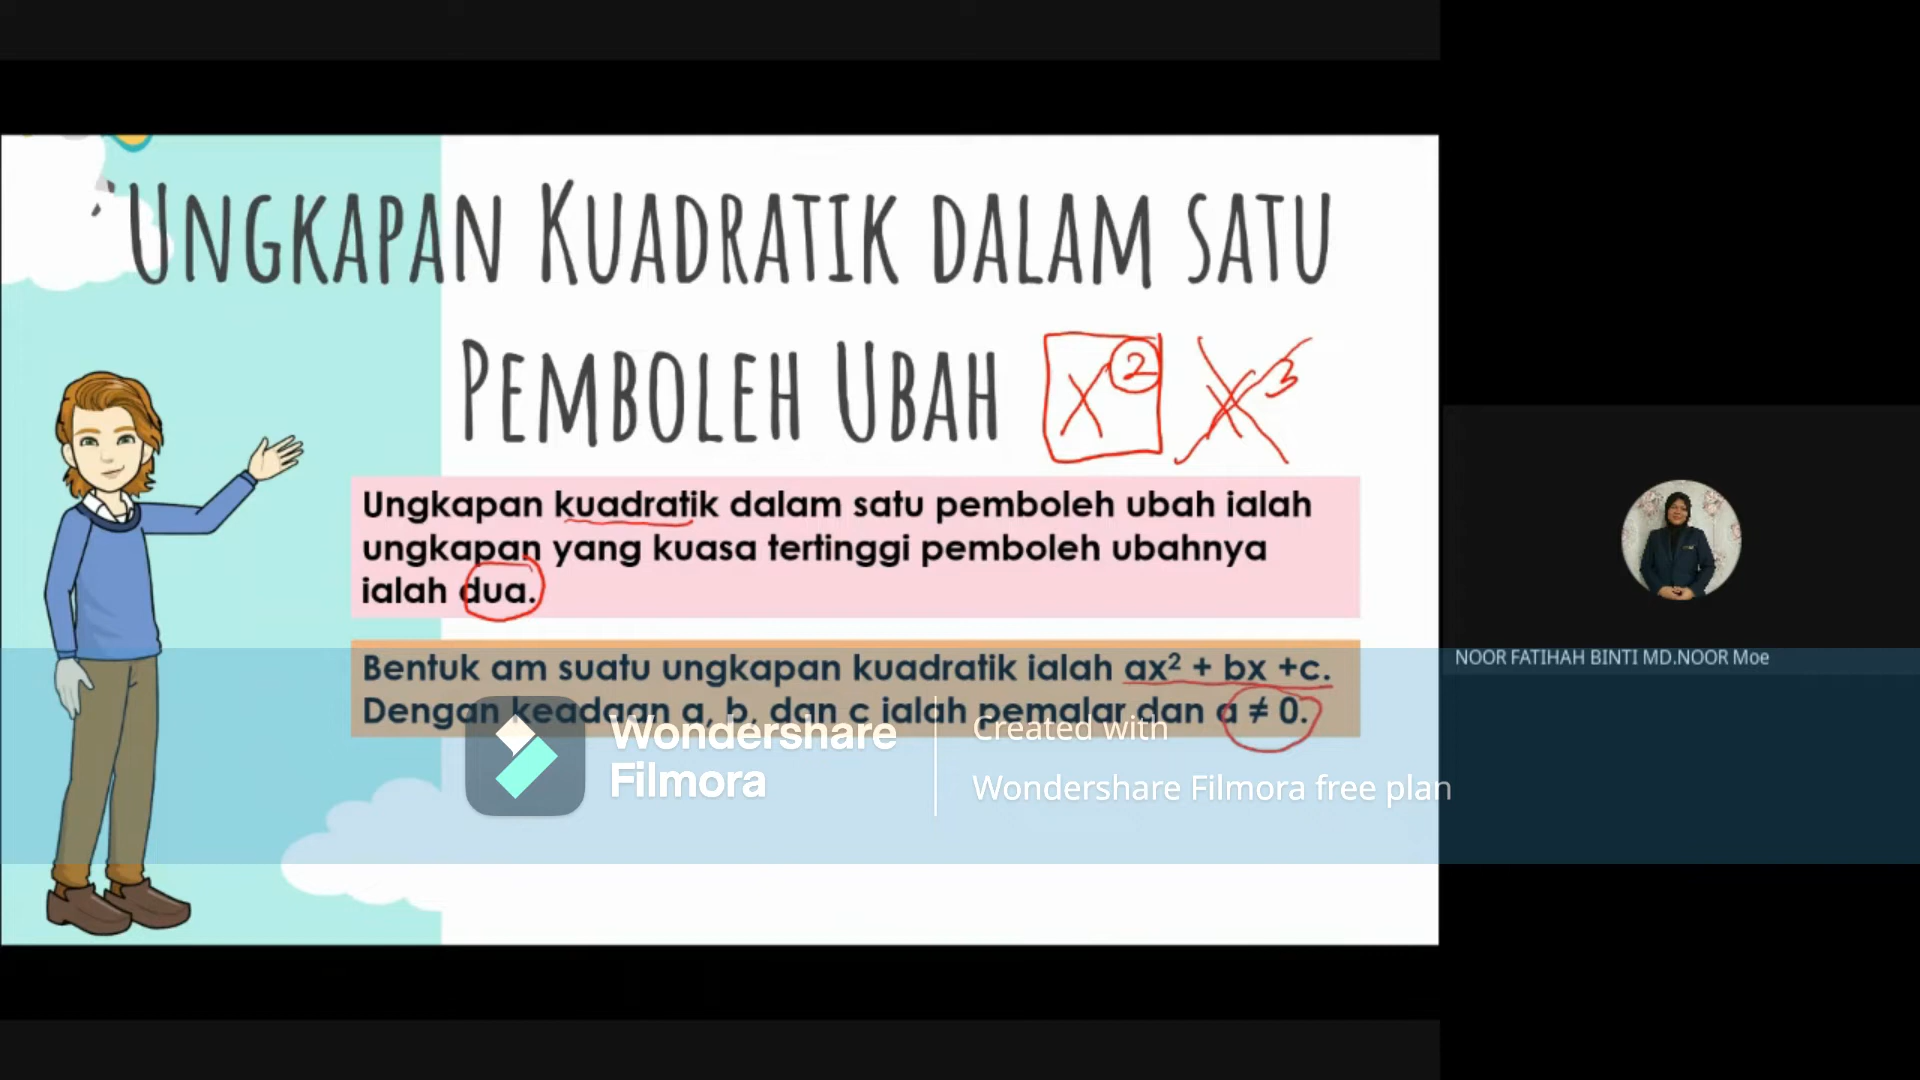 Ungkapan Kuadratik dalam satu
Pemboleh Ubah
x² x³
Ungkapan kuadratik dalam satu pemboleh ubah ialah
ungkapan yang kuasa tertinggi pemboleh ubahnya
ialah dua.
Bentuk am suatu ungkapan kuadratik ialah ax² + bx +c.
Dengan keadaan a, b, dan c ialah pemalar dan a ≠ 0.
Wondershare
Filmora
Created with
Wondershare Filmora free plan
NOOR FATIHAH BINTI MD.NOOR Moe